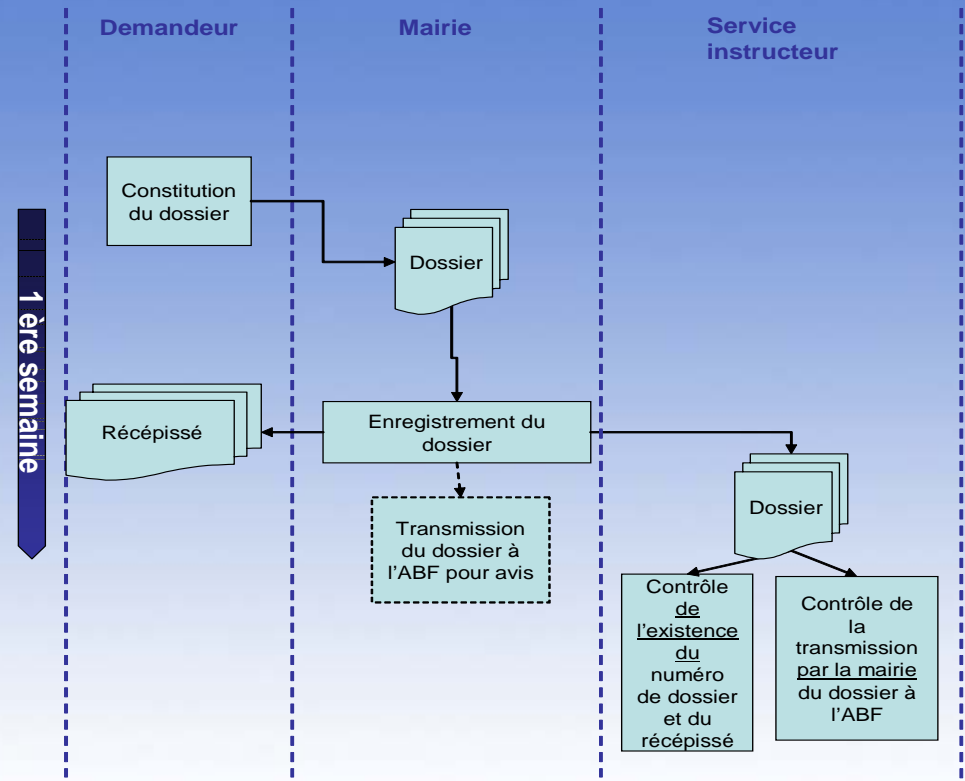 Demandeur
Mairie
Service
instructeur
1 ère semaine
Constitution
du dossier
Dossier
Récépissé
Enregistrement du
dossier
Transmission
du dossier à
l'ABF pour avis
Dossier
Contrôle
de
l'existence
du
numéro
de dossier
et du
récépissé
Contrôle de
la
transmission
par la mairie
du dossier à
l'ABF